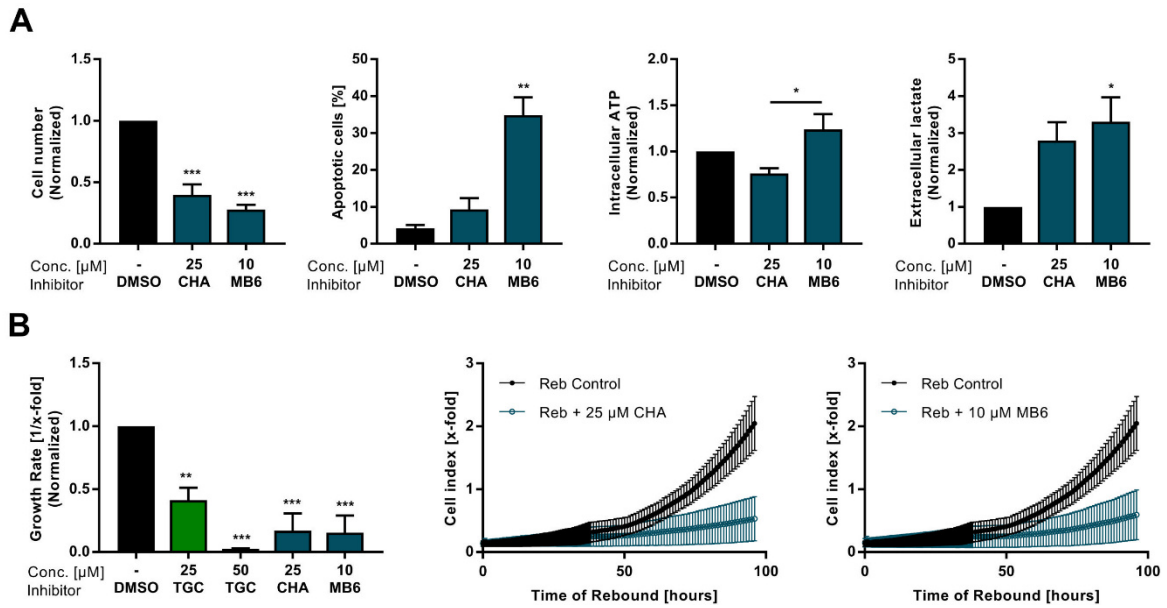 A
Cell number
(Normalized)
1.5
1.0
0.5
0.0
***
***
Conc. [µM] - 25 10
Inhibitor DMSO CHA MB6
Apoptotic cells [%]
50
40
30
20
10
0
**
Conc. [µM] - 25 10
Inhibitor DMSO CHA MB6
Intracellular ATP
(Normalized)
2.0
1.5
1.0
0.5
0.0
*
Conc. [µM] - 25 10
Inhibitor DMSO CHA MB6
Extracellular lactate
(Normalized)
5
4
3
2
1
0
*
Conc. [µM] - 25 10
Inhibitor DMSO CHA MB6
B
Growth Rate [1/x-fold]
(Normalized)
1.5
1.0
0.5
0.0
**
***
***
***
Conc. [µM] - 25 50 25 10
Inhibitor DMSO TGC TGC CHA MB6
Cell index [x-fold]
3
2
1
0
Reb Control
Reb + 25 µM CHA
0 50 100
Time of Rebound [hours]
Cell index [x-fold]
3
2
1
0
Reb Control
Reb + 10 µM MB6
0 50 100
Time of Rebound [hours]